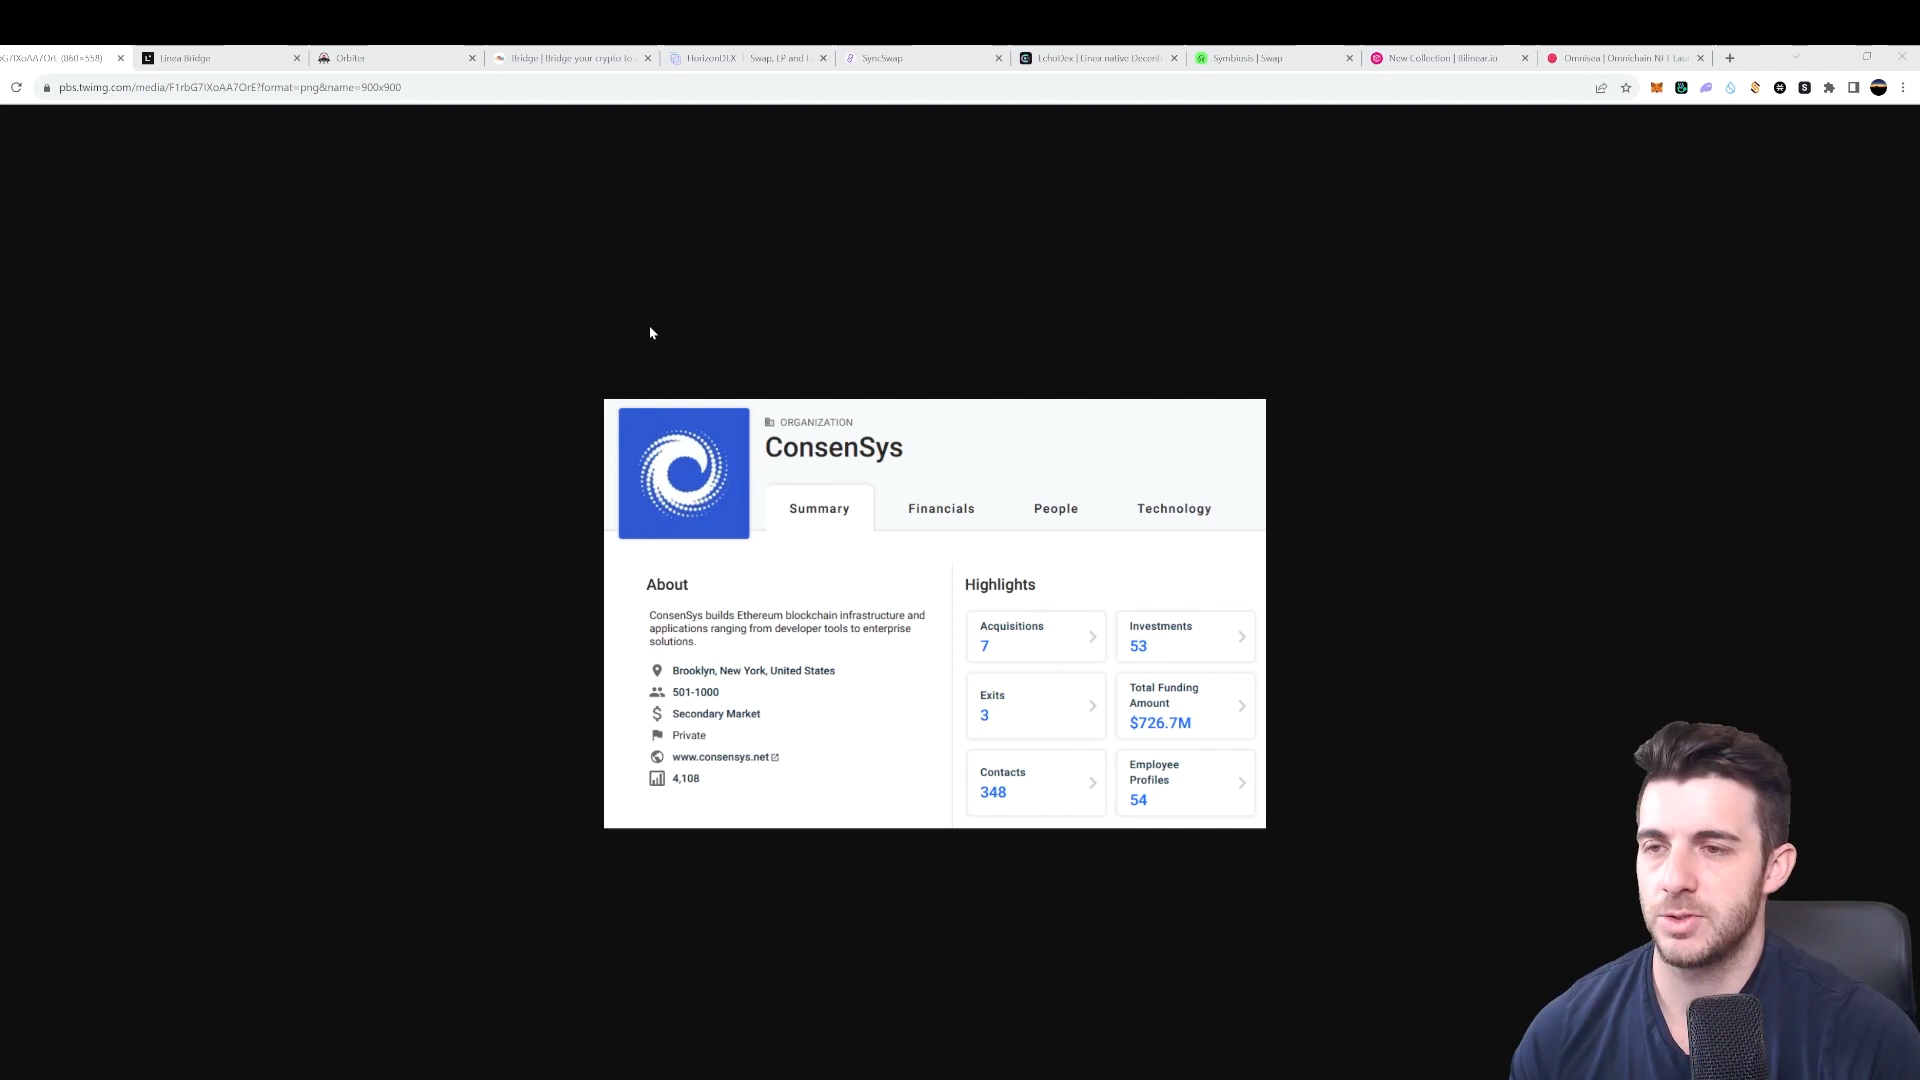 bG7IXoAA7OrE (860×558)
Linea Bridge
Orbiter
Bridge | Bridge your crypto to
HorizonDEX | Swap, LP and
SyncSwap
EchoDex | Linea native Decent
Symbiosis | Swap
New Collection | Bilinear.io
Omnisea | Omnichain NFT Lau
pbs.twimg.com/media/F1rbG7IXoAA7OrE?format=png&name=900x900
ORGANIZATION
ConsenSys
Summary
Financials
People
Technology
About
ConsenSys builds Ethereum blockchain infrastructure and
applications ranging from developer tools to enterprise
solutions.
Brooklyn, New York, United States
501-1000
Secondary Market
Private
www.consensys.net
4,108
Highlights
Acquisitions
7
Investments
53
Exits
3
Total Funding
Amount
$726.7M
Contacts
348
Employee
Profiles
54